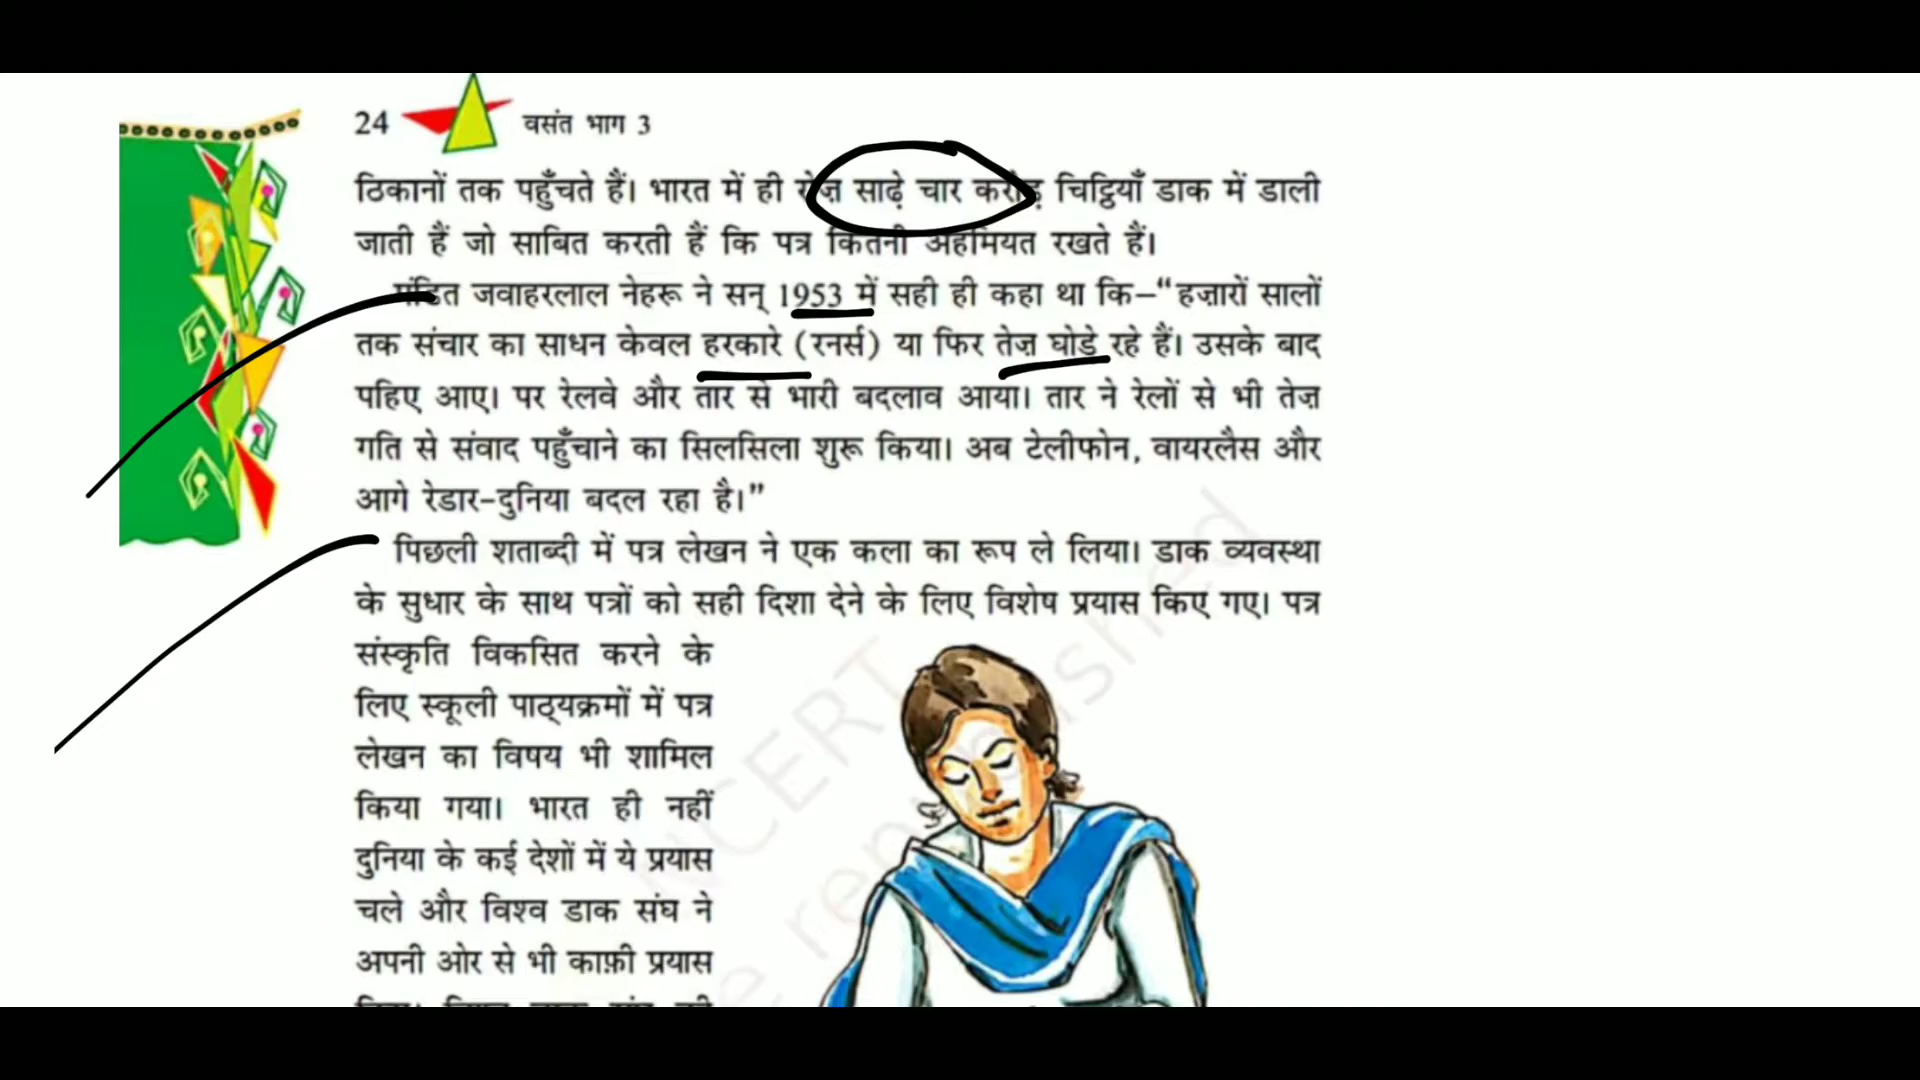 24 वसंत भाग 3
ठिकानों तक पहुँचते हैं। भारत में ही रोज़ साढ़े चार करोड़ चिट्ठियाँ डाक में डाली
जाती हैं जो साबित करती हैं कि पत्र कितनी अहमियत रखते हैं।
पंडित जवाहरलाल नेहरू ने सन् 1953 में सही ही कहा था कि–“हज़ारों सालों
तक संचार का साधन केवल हरकारे (रनर्स) या फिर तेज़ घोड़े रहे हैं। उसके बाद
पहिए आए। पर रेलवे और तार से भारी बदलाव आया। तार ने रेलों से भी तेज़
गति से संवाद पहुँचाने का सिलसिला शुरू किया। अब टेलीफोन, वायरलैस और
आगे रेडार-दुनिया बदल रहा है।”
पिछली शताब्दी में पत्र लेखन ने एक कला का रूप ले लिया। डाक व्यवस्था
के सुधार के साथ पत्रों को सही दिशा देने के लिए विशेष प्रयास किए गए। पत्र
संस्कृति विकसित करने के
लिए स्कूली पाठ्यक्रमों में पत्र
लेखन का विषय भी शामिल
किया गया। भारत ही नहीं
दुनिया के कई देशों में ये प्रयास
चले और विश्व डाक संघ ने
अपनी ओर से भी काफ़ी प्रयास
NCERT
republished